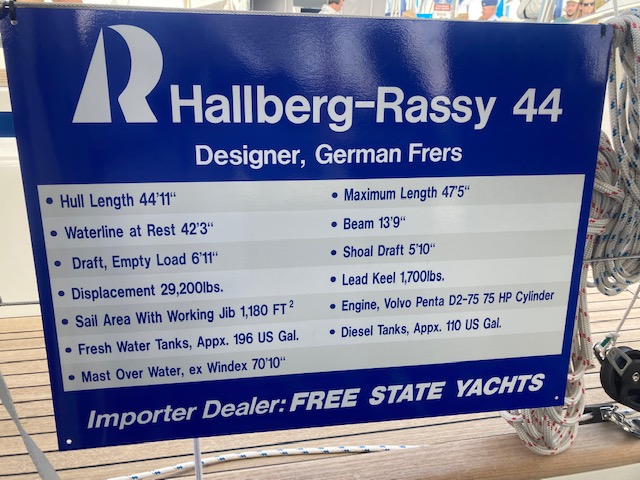 Hallberg-Rassy 44
Designer, German Frers
• Hull Length 44'11"
• Waterline at Rest 42'3"
• Draft, Empty Load 6'11"
• Displacement 29,200lbs.
• Sail Area With Working Jib 1,180 FT²
• Fresh Water Tanks, Appx. 196 US Gal.
• Mast Over Water, ex Windex 70'10"
• Maximum Length 47'5"
• Beam 13'9"
• Shoal Draft 5'10"
• Lead Keel 1,700lbs.
• Engine, Volvo Penta D2-75 75 HP Cylinder
• Diesel Tanks, Appx. 110 US Gal.
Importer Dealer: FREE STATE YACHTS